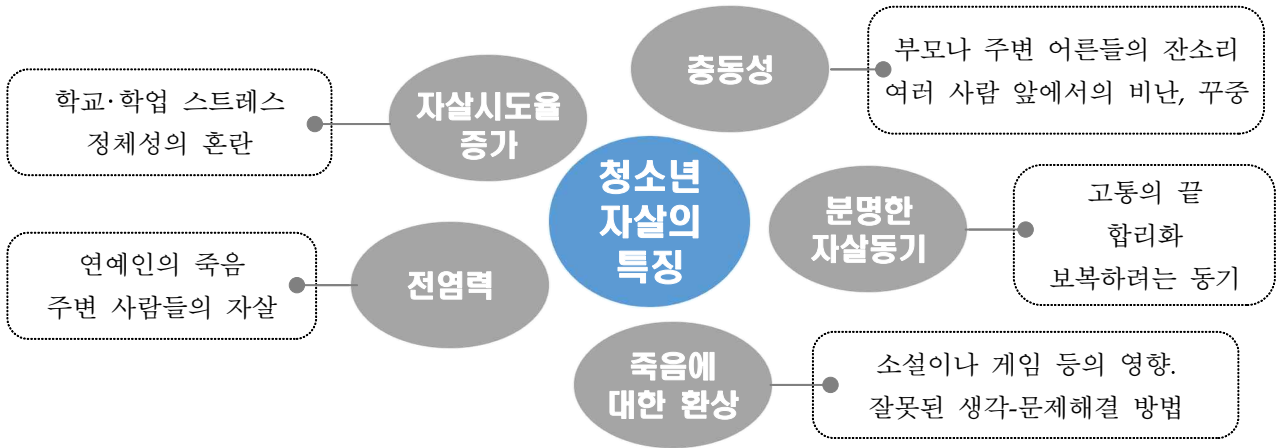 청소년
자살의
특징
충동성
부모나 주변 어른들의 잔소리
여러 사람 앞에서의 비난, 꾸중
자살시도율
증가
학교·학업 스트레스
정체성의 혼란
분명한
자살동기
고통의 끝
합리화
보복하려는 동기
전염력
연예인의 죽음
주변 사람들의 자살
죽음에
대한 환상
소설이나 게임 등의 영향.
잘못된 생각-문제해결 방법